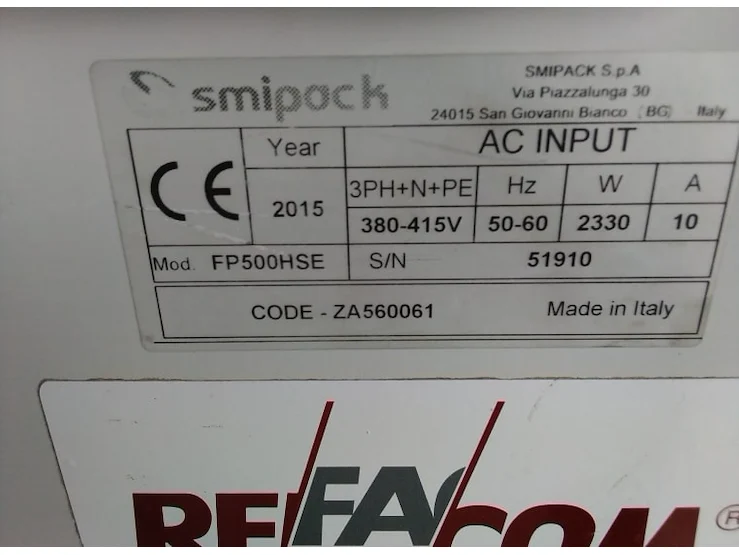 smipack
SMIPACK S.p.A
Via Piazzalunga 30
24015 San Giovanni Bianco (BG) Italy
CE
Year
AC INPUT
2015
3PH+N+PE Hz W A
380-415V 50-60 2330 10
Mod. FP500HSE S/N 51910
CODE - ZA560061 Made in Italy